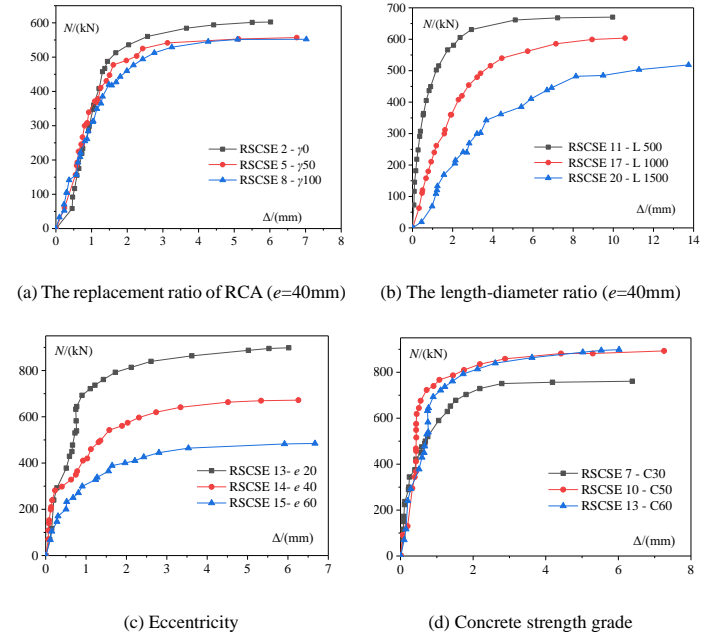 N/(kN)
600
500
400
300
200
100
0
0 1 2 3 4 5 6 7 8
Δ/(mm)
RSCSE 2 - γ0
RSCSE 5 - γ50
RSCSE 8 - γ100
(a) The replacement ratio of RCA (e=40mm)
N/(kN)
700
600
500
400
300
200
100
0
0 2 4 6 8 10 12 14
Δ/(mm)
RSCSE 11 - L 500
RSCSE 17 - L 1000
RSCSE 20 - L 1500
(b) The length-diameter ratio (e=40mm)
N/(kN)
800
600
400
200
0
0 1 2 3 4 5 6 7
Δ/(mm)
RSCSE 13- e 20
RSCSE 14- e 40
RSCSE 15- e 60
(c) Eccentricity
N/(kN)
800
600
400
200
0
0 2 4 6 8
Δ/(mm)
RSCSE 7 - C30
RSCSE 10 - C50
RSCSE 13 - C60
(d) Concrete strength grade